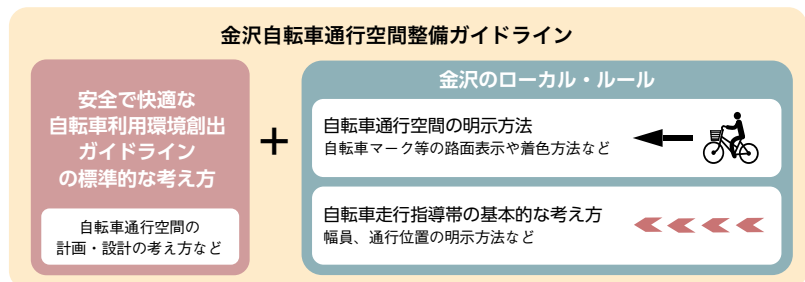 金沢自転車通行空間整備ガイドライン
安全で快適な
自転車利用環境創出
ガイドライン
の標準的な考え方
自転車通行空間の
計画・設計の考え方など
+
金沢のローカル・ルール
自転車通行空間の明示方法
自転車マーク等の路面表示や着色方法など
自転車走行指導帯の基本的な考え方
幅員、通行位置の明示方法など